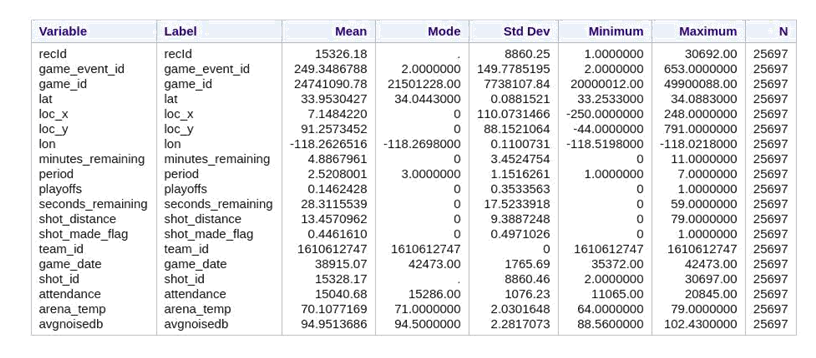 Variable Label Mean Mode Std Dev Minimum Maximum N
recId recId 15326.18 . 8860.25 1.0000000 30692.00 25697
game_event_id game_event_id 249.3486788 2.0000000 149.7785195 2.0000000 653.0000000 25697
game_id game_id 24741090.78 21501228.00 7738107.84 20000012.00 49900088.00 25697
lat lat 33.9530427 34.0443000 0.0881521 33.2533000 34.0883000 25697
loc_x loc_x 7.1484220 0 110.0731466 -250.0000000 248.0000000 25697
loc_y loc_y 91.2573452 0 88.1521064 -44.0000000 791.0000000 25697
lon lon -118.2626516 -118.2698000 0.1100731 -118.5198000 -118.0218000 25697
minutes_remaining minutes_remaining 4.8867961 0 3.4524754 0 11.0000000 25697
period period 2.5208001 3.0000000 1.1516261 1.0000000 7.0000000 25697
playoffs playoffs 0.1462428 0 0.3533563 0 1.0000000 25697
seconds_remaining seconds_remaining 28.3115539 0 17.5233918 0 59.0000000 25697
shot_distance shot_distance 13.4570962 0 9.3887248 0 79.0000000 25697
shot_made_flag shot_made_flag 0.4461610 0 0.4971026 0 1.0000000 25697
team_id team_id 1610612747 1610612747 0 1610612747 1610612747 25697
game_date game_date 38915.07 42473.00 1765.69 35372.00 42473.00 25697
shot_id shot_id 15328.17 . 8860.46 2.0000000 30697.00 25697
attendance attendance 15040.68 15286.00 1076.23 11065.00 20845.00 25697
arena_temp arena_temp 70.1077169 71.0000000 2.0301648 64.0000000 79.0000000 25697
avgnoisedb avgnoisedb 94.9513686 94.5000000 2.2817073 88.5600000 102.4300000 25697